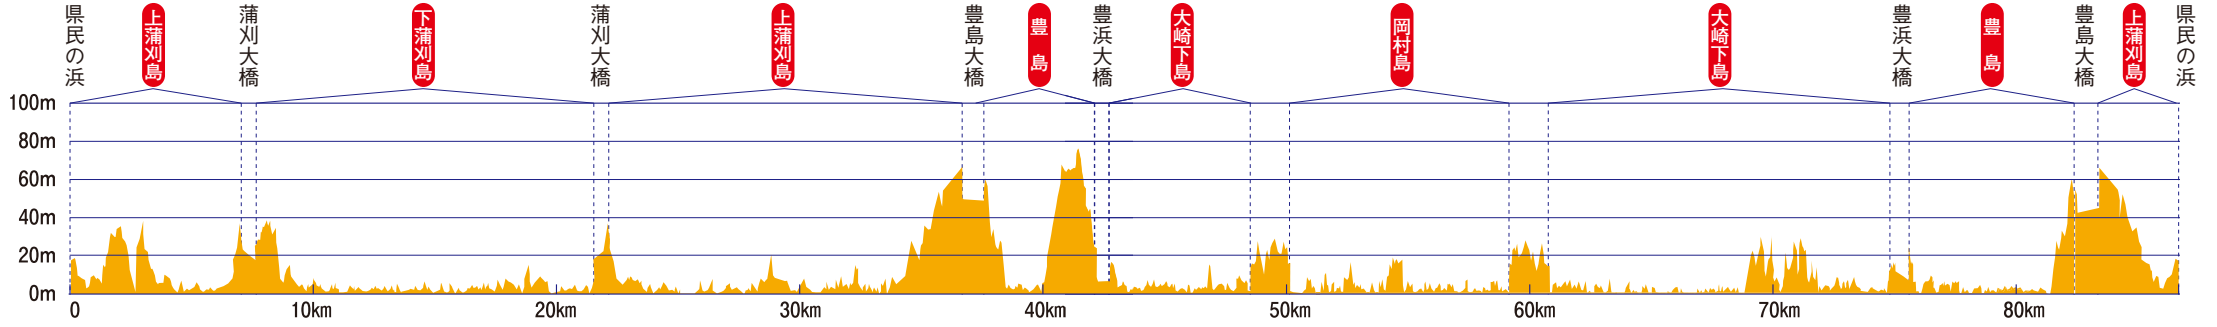 県民の浜
上蒲刈島
蒲刈大橋
下蒲刈島
蒲刈大橋
上蒲刈島
豊島大橋
豊島
豊浜大橋
大崎下島
岡村島
大崎下島
豊浜大橋
豊島
豊島大橋
上蒲刈島
県民の浜
100m
80m
60m
40m
20m
0m
0
10km
20km
30km
40km
50km
60km
70km
80km